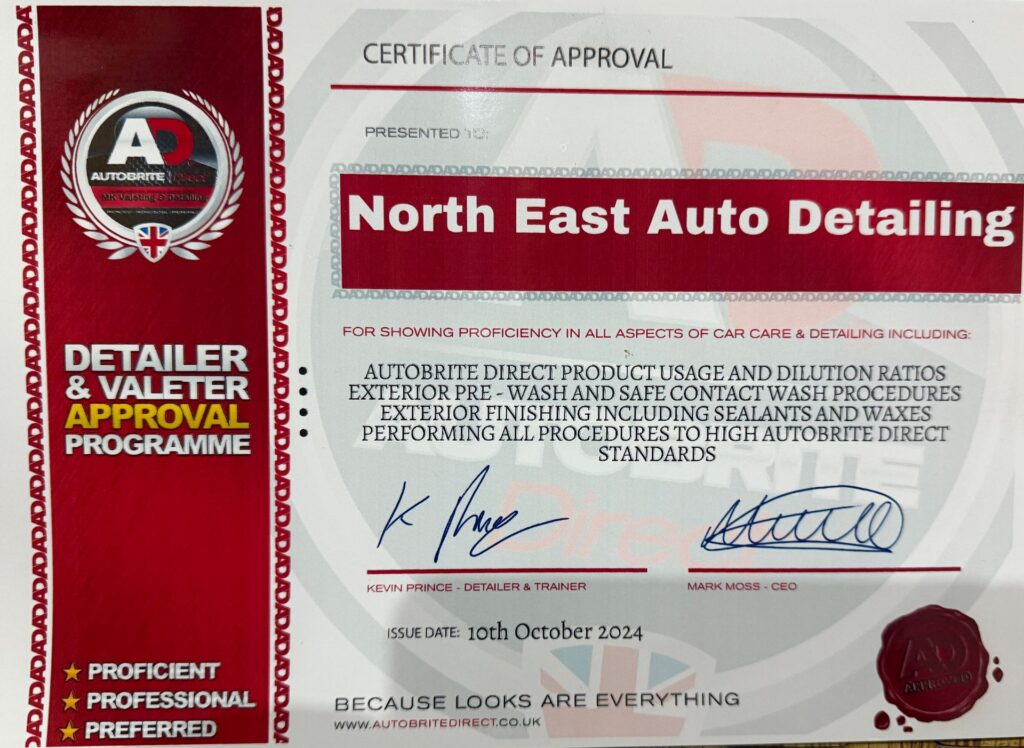 AD
AUTOBRITE Direct
DETAILER
& VALETER
APPROVAL
PROGRAMME
PROFICIENT
PROFESSIONAL
PREFERRED
CERTIFICATE OF APPROVAL
PRESENTED TO:
North East Auto Detailing
FOR SHOWING PROFICIENCY IN ALL ASPECTS OF CAR CARE & DETAILING INCLUDING:
• AUTOBRITE DIRECT PRODUCT USAGE AND DILUTION RATIOS
• EXTERIOR PRE - WASH AND SAFE CONTACT WASH PROCEDURES
• EXTERIOR FINISHING INCLUDING SEALANTS AND WAXES
• PERFORMING ALL PROCEDURES TO HIGH AUTOBRITE DIRECT
STANDARDS
K Prince
KEVIN PRINCE - DETAILER & TRAINER
MARK MOSS - CEO
ISSUE DATE: 10th October 2024
BECAUSE LOOKS ARE EVERYTHING
WWW.AUTOBRITEDIRECT.CO.UK
AD
APPROVED